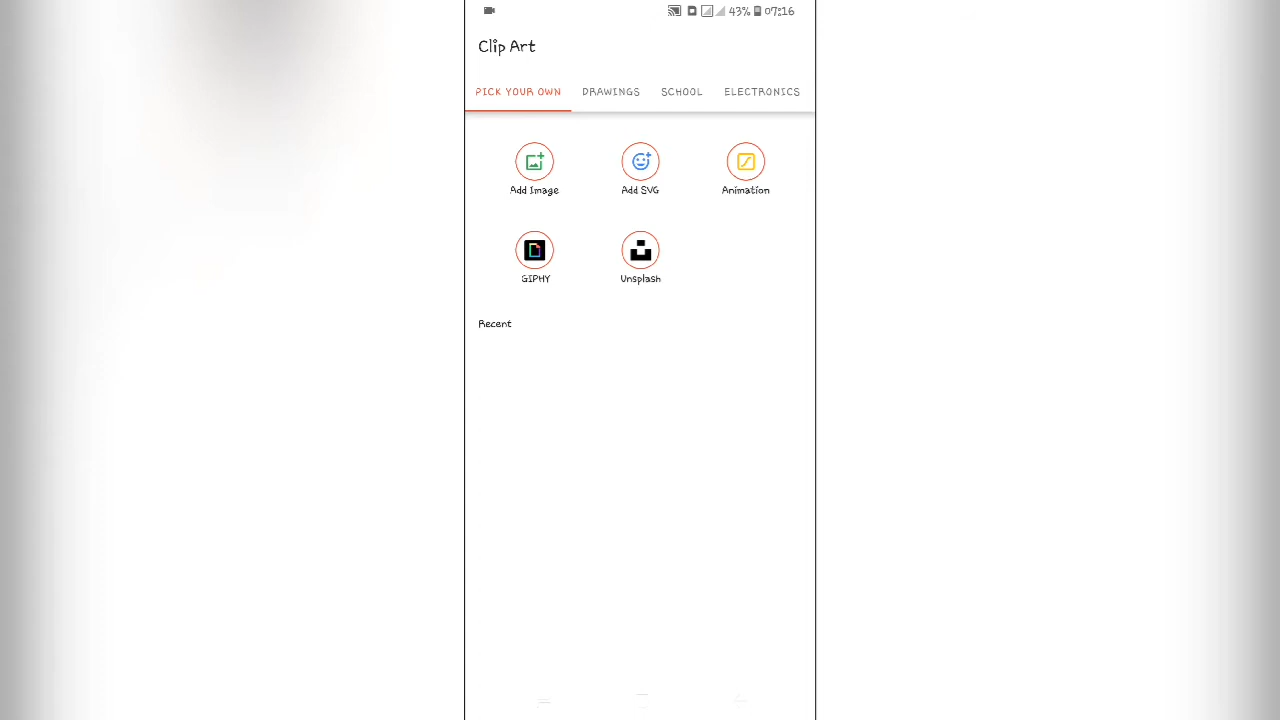 43% 07:16
Clip Art
PICK YOUR OWN DRAWINGS SCHOOL ELECTRONICS
Add Image Add SVG Animation
GIPHY Unsplash
Recent